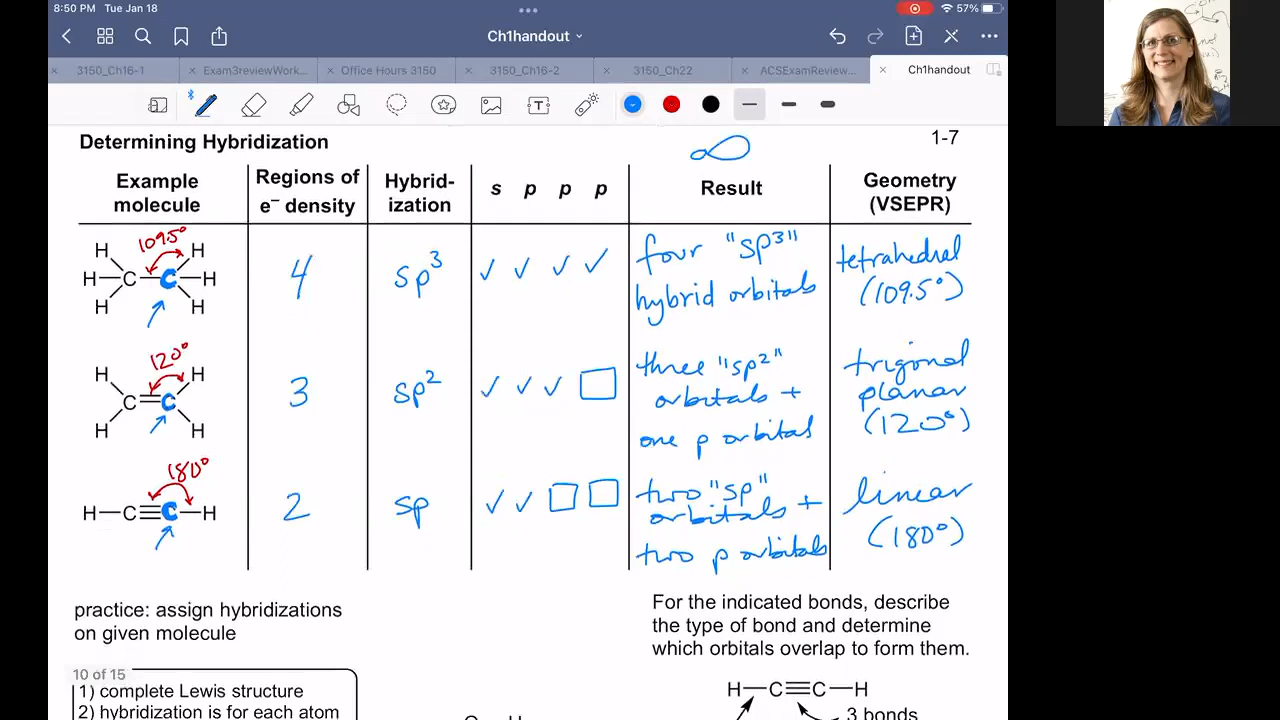 8:50 PM Tue Jan 18
57%
Ch1handout
3150_Ch16-1
Exam3reviewWork...
Office Hours 3150
3150_Ch16-2
3150_Ch22
ACSExamReview...
Ch1handout
Determining Hybridization
1-7
∞
Example molecule
Regions of e⁻ density
Hybrid-ization
s p p p
Result
Geometry (VSEPR)
109.5°
H H
H—C—C—H
H H
4
sp³
✓ ✓ ✓ ✓
four "sp³"
hybrid orbitals
tetrahedral
(109.5°)
120°
H H
C=C
H H
3
sp²
✓ ✓ ✓ □
three "sp²"
orbitals +
one p orbital
trigonal
planar
(120°)
180°
H—C≡C—H
2
sp
✓ ✓ □ □
two "sp"
orbitals +
two p orbitals
linear
(180°)
practice: assign hybridizations
on given molecule
For the indicated bonds, describe
the type of bond and determine
which orbitals overlap to form them.
10 of 15
1) complete Lewis structure
2) hybridization is for each atom
H—C≡C—H
3 bonds